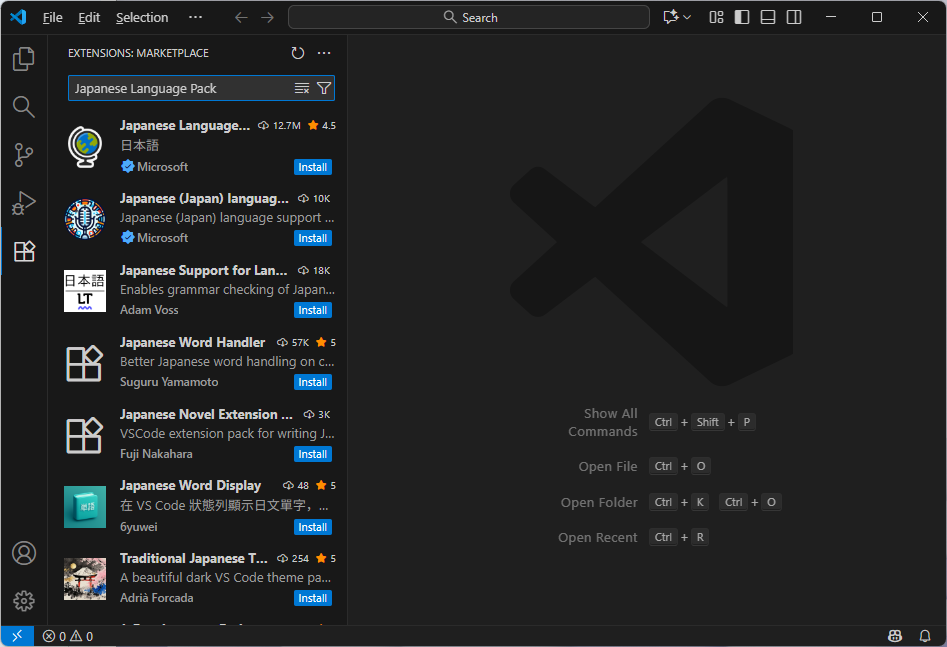 File Edit Selection ··· Search
EXTENSIONS: MARKETPLACE
Japanese Language Pack
Japanese Language... 12.7M 4.5
日本語
Microsoft Install
Japanese (Japan) languag... 10K
Japanese (Japan) language support ...
Microsoft Install
日本語
LT
Japanese Support for Lan... 18K
Enables grammar checking of Japan...
Adam Voss Install
Japanese Word Handler 57K 5
Better Japanese word handling on c...
Suguru Yamamoto Install
Japanese Novel Extension ... 3K
VSCode extension pack for writing J...
Fuji Nakahara Install
Japanese Word Display 48 5
在 VS Code 狀態列顯示日文單字，...
6yuwei Install
Traditional Japanese T... 254 5
A beautiful dark VS Code theme pa...
Adrià Forcada Install
Show All
Commands Ctrl + Shift + P
Open File Ctrl + O
Open Folder Ctrl + K Ctrl + O
Open Recent Ctrl + R
0 0